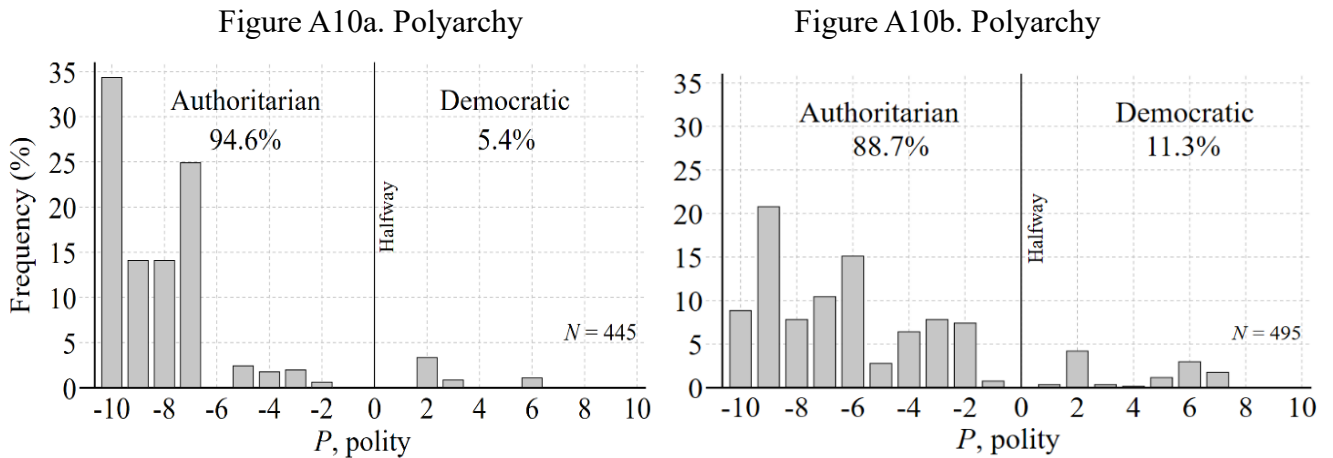 Figure A10a. Polyarchy
Frequency (%)
35
30
25
20
15
10
5
0
Authoritarian
94.6%
Democratic
5.4%
Halfway
N = 445
-10 -8 -6 -4 -2 0 2 4 6 8 10
P, polity
Figure A10b. Polyarchy
35
30
25
20
15
10
5
0
Authoritarian
88.7%
Democratic
11.3%
Halfway
N = 495
-10 -8 -6 -4 -2 0 2 4 6 8 10
P, polity